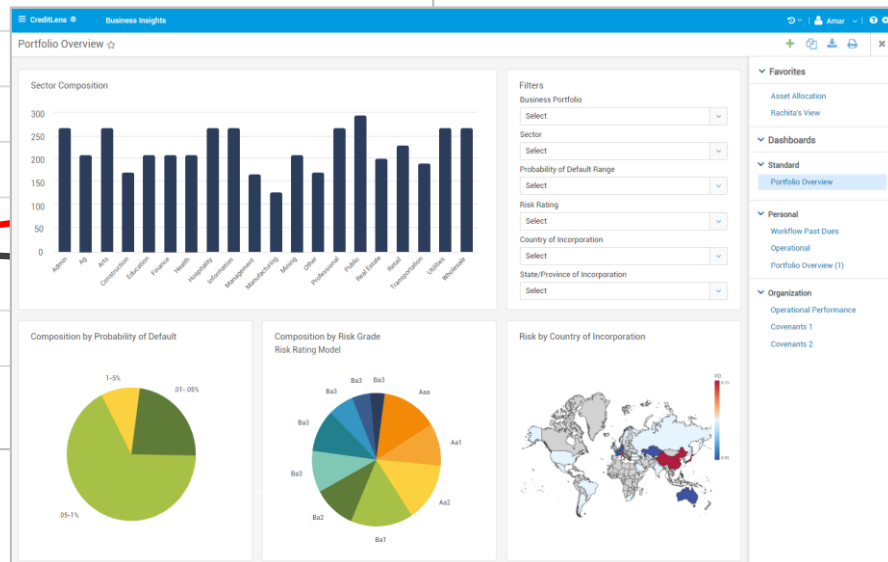 CreditLens ®
Business Insights
Amar
Portfolio Overview
Sector Composition
300
250
200
150
100
50
0
Admin
Ag
Arts
Construction
Education
Finance
Health
Hospitality
Information
Management
Manufacturing
Mining
Other
Professional
Public
Real Estate
Retail
Transportation
Utilities
Wholesale
Filters
Business Portfolio
Select
Sector
Select
Probability of Default Range
Select
Risk Rating
Select
Country of Incorporation
Select
State/Province of Incorporation
Select
Favorites
Asset Allocation
Rachita's View
Dashboards
Standard
Portfolio Overview
Personal
Workflow Past Dues
Operational
Portfolio Overview (1)
Organization
Operational Performance
Covenants 1
Covenants 2
Composition by Probability of Default
1-5%
.01-.05%
.05-1%
Composition by Risk Grade
Risk Rating Model
Ba3
Ba3
Ba3
Ba3
Ba3
Ba2
Ba1
Aa2
Aa1
Aaa
Risk by Country of Incorporation
PD